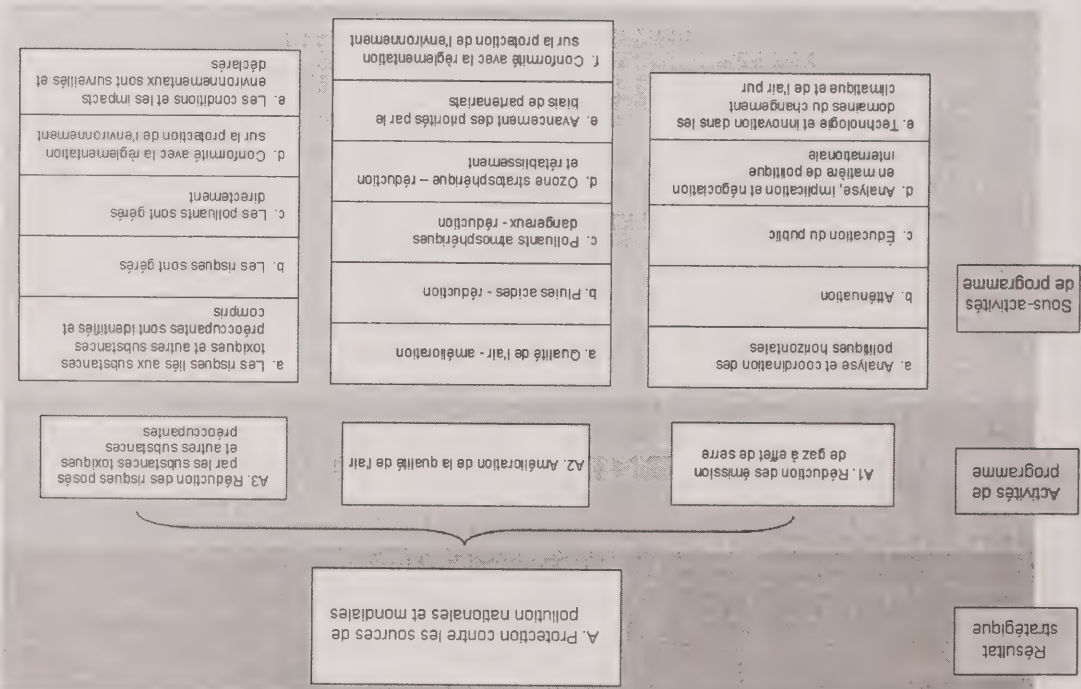 Résultat
stratégique
A. Protection contre les sources de
pollution nationales et mondiales
Activités de
programme
A1. Réduction des émission
de gaz à effet de serre
A2. Amélioration de la qualité de l'air
A3. Réduction des risques posés
par les substances toxiques
et autres substances
préoccupantes
Sous-activités
de programme
a. Analyse et coordination des
politiques horizontales
b. Atténuation
c. Éducation du public
d. Analyse, implication et négociation
en matière de politique
internationale
e. Technologie et innovation dans les
domaines du changement
climatique et de l'air pur
a. Qualité de l'air - amélioration
b. Pluies acides - réduction
c. Polluants atmosphériques
dangereux - réduction
d. Ozone stratosphérique – réduction
et rétablissement
e. Avancement des priorités par le
biais de partenariats
f. Conformité avec la règlementation
sur la protection de l'environnement
a. Les risques liés aux substances
toxiques et autres substances
préoccupantes sont identifiés et
compris
b. Les risques sont gérés
c. Les polluants sont gérés
directement
d. Conformité avec la règlementation
sur la protection de l'environnement
e. Les conditions et les impacts
environnementaux sont surveillés et
déclarés